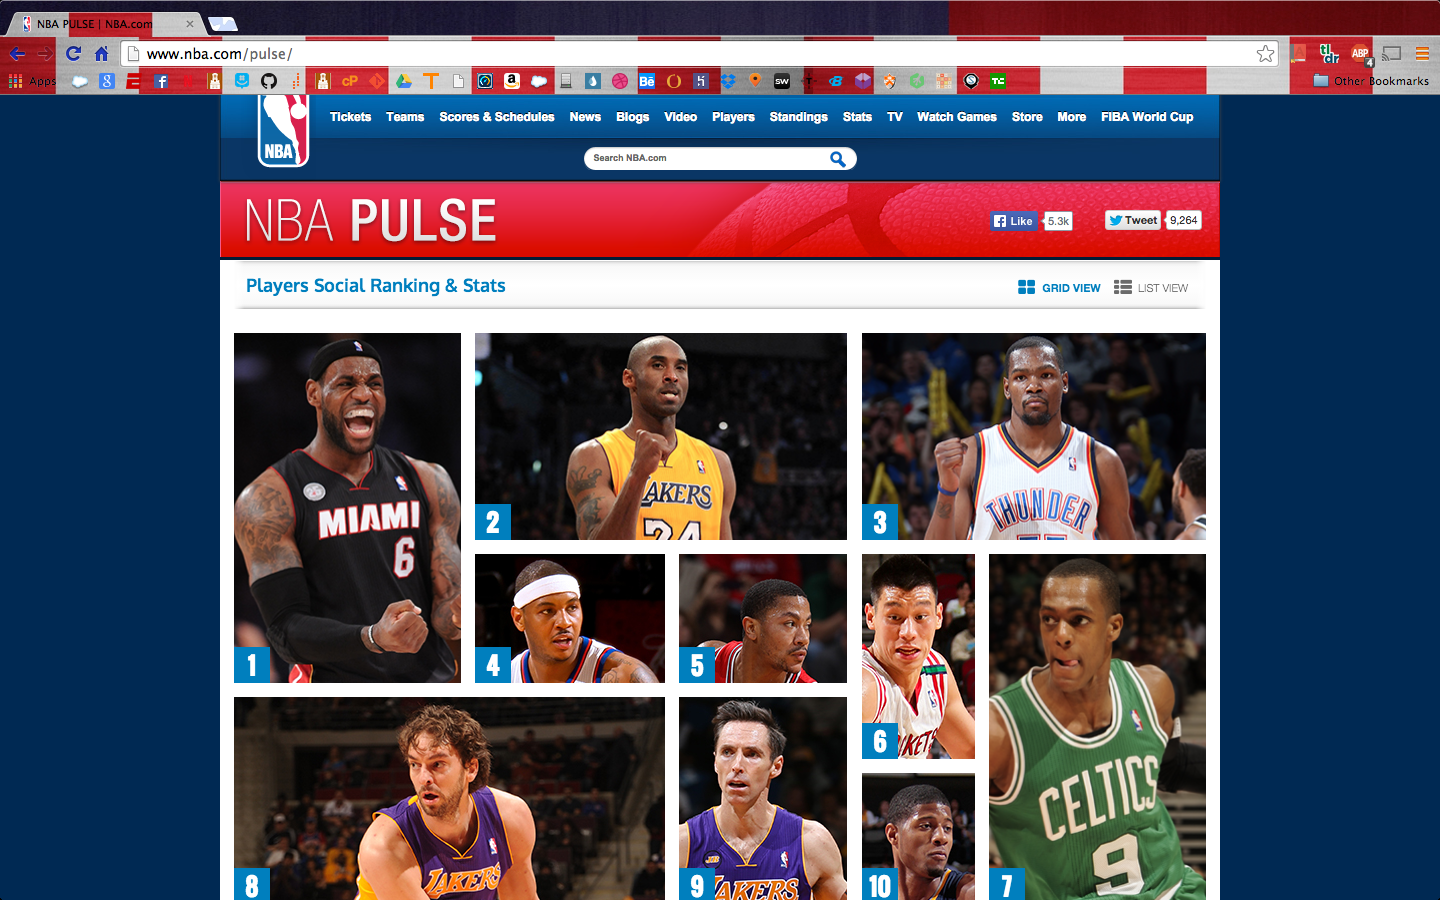 NBA PULSE | NBA.com
www.nba.com/pulse/
Apps
Other Bookmarks
NBA
Tickets Teams Scores & Schedules News Blogs Video Players Standings Stats TV Watch Games Store More FIBA World Cup
Search NBA.com
NBA PULSE
Like 5.3k Tweet 9,264
Players Social Ranking & Stats
GRID VIEW LIST VIEW
MIAMI
6
1
LAKERS
24
2
THUNDER
3
4
5
6
CELTICS
9
7
LAKERS
8
LAKERS
9
10